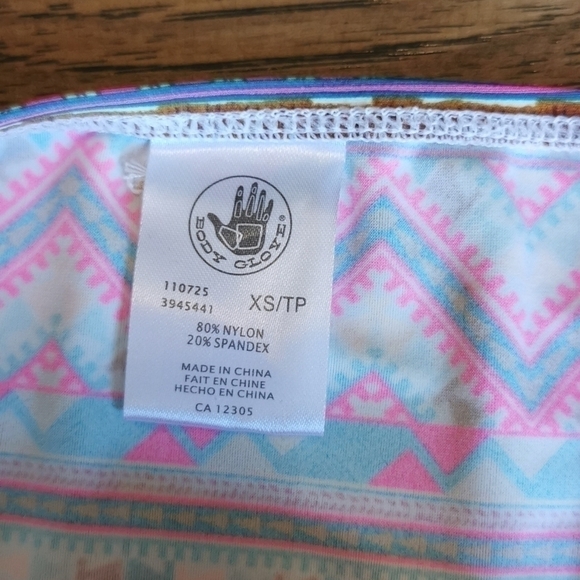 BODY GLOVE®
110725
3945441
XS/TP
80% NYLON
20% SPANDEX
MADE IN CHINA
FAIT EN CHINE
HECHO EN CHINA
CA 12305